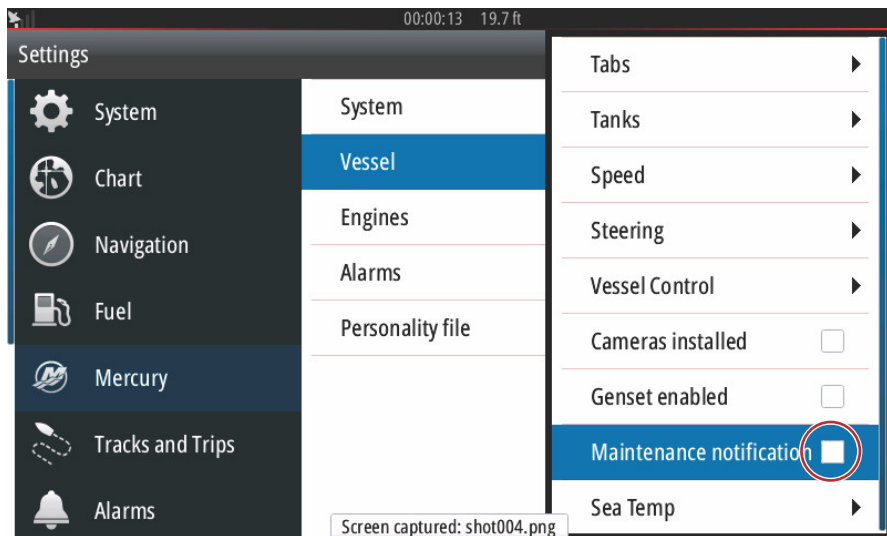 00:00:13 19.7 ft
Settings
System
Chart
Navigation
Fuel
Mercury
Tracks and Trips
Alarms
System
Vessel
Engines
Alarms
Personality file
Tabs
Tanks
Speed
Steering
Vessel Control
Cameras installed
Genset enabled
Maintenance notification
Sea Temp
Screen captured: shot004.png